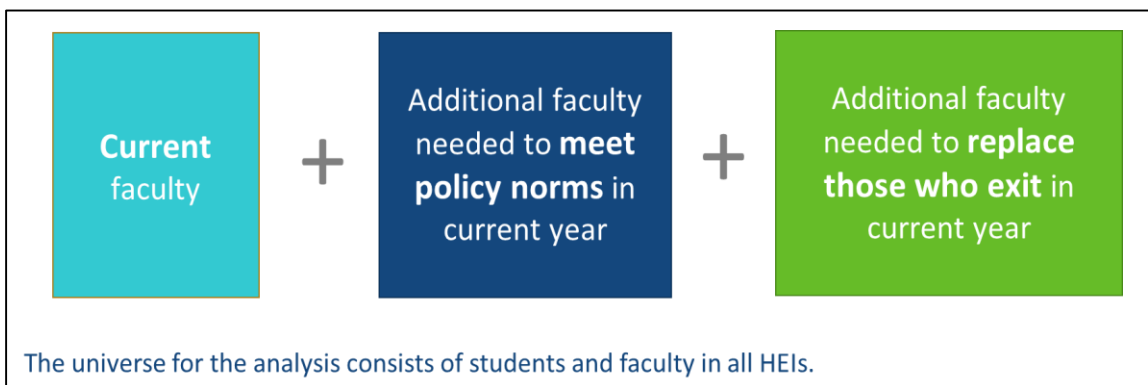 Current
faculty
+
Additional faculty
needed to meet
policy norms in
current year
+
Additional faculty
needed to replace
those who exit in
current year
The universe for the analysis consists of students and faculty in all HEIs.